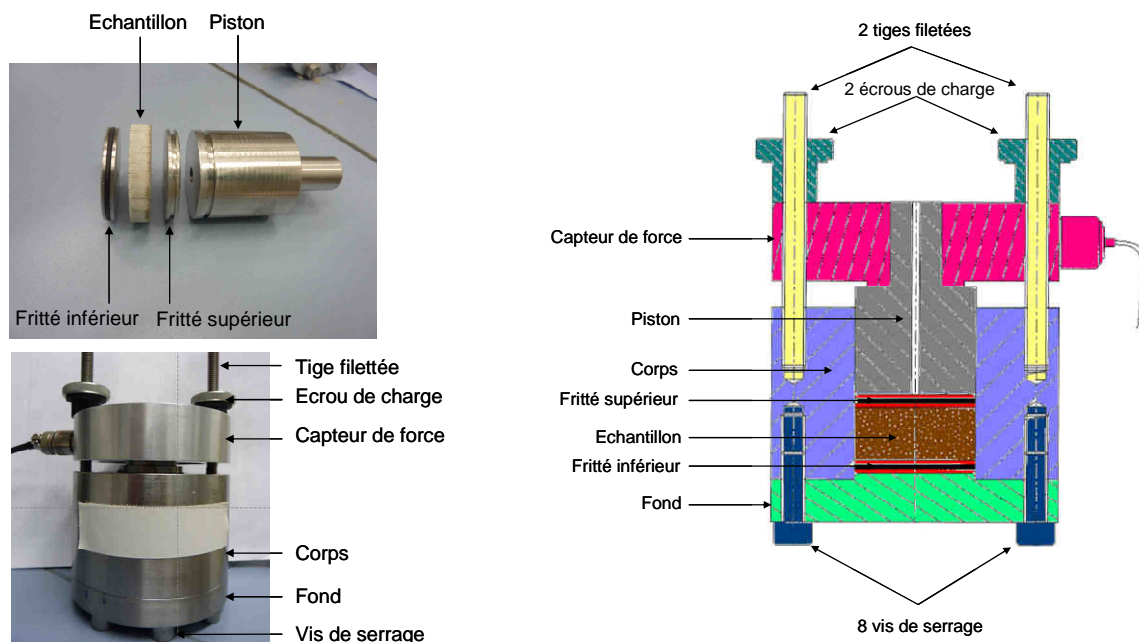 Echantillon
Piston
Fritté inférieur
Fritté supérieur
Tige filettée
Ecrou de charge
Capteur de force
Corps
Fond
Vis de serrage
2 tiges filetées
2 écrous de charge
Capteur de force
Piston
Corps
Fritté supérieur
Echantillon
Fritté inférieur
Fond
8 vis de serrage